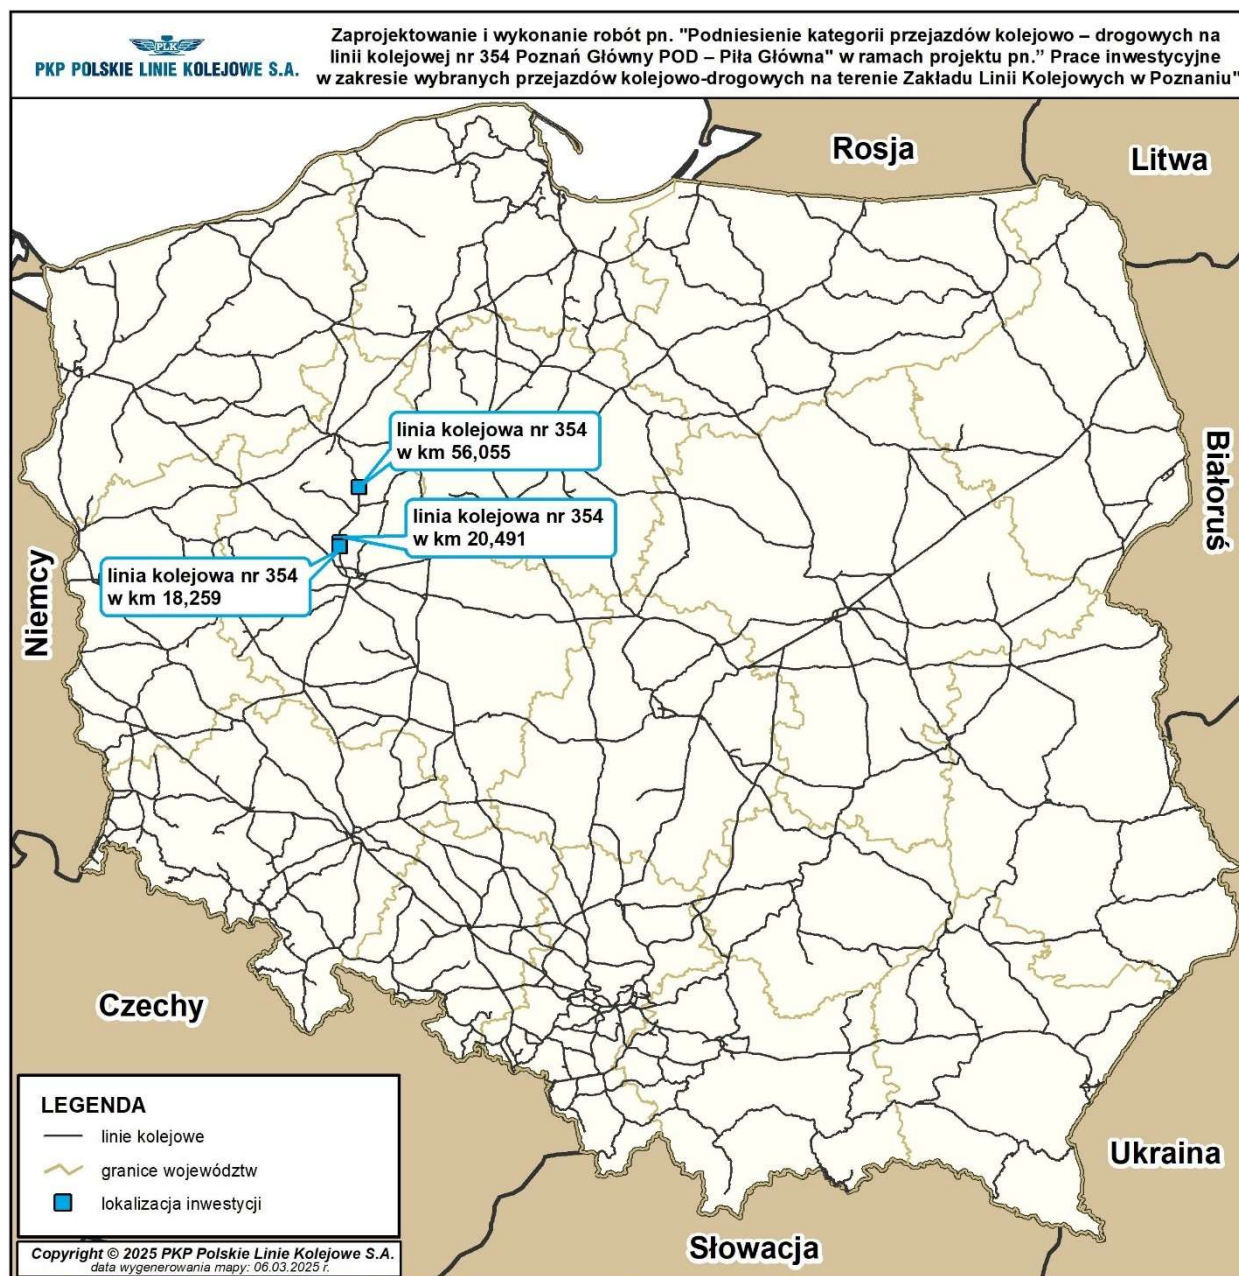 PLK
PKP POLSKIE LINIE KOLEJOWE S.A.
Zaprojektowanie i wykonanie robót pn. "Podniesienie kategorii przejazdów kolejowo – drogowych na
linii kolejowej nr 354 Poznań Główny POD – Piła Główna" w ramach projektu pn.” Prace inwestycyjne
w zakresie wybranych przejazdów kolejowo-drogowych na terenie Zakładu Linii Kolejowych w Poznaniu"
Rosja
Litwa
linia kolejowa nr 354
w km 56,055
linia kolejowa nr 354
w km 20,491
linia kolejowa nr 354
w km 18,259
Białoruś
Niemcy
Czechy
Ukraina
Słowacja
LEGENDA
linie kolejowe
granice województw
lokalizacja inwestycji
Copyright © 2025 PKP Polskie Linie Kolejowe S.A.
data wygenerowania mapy: 06.03.2025 r.